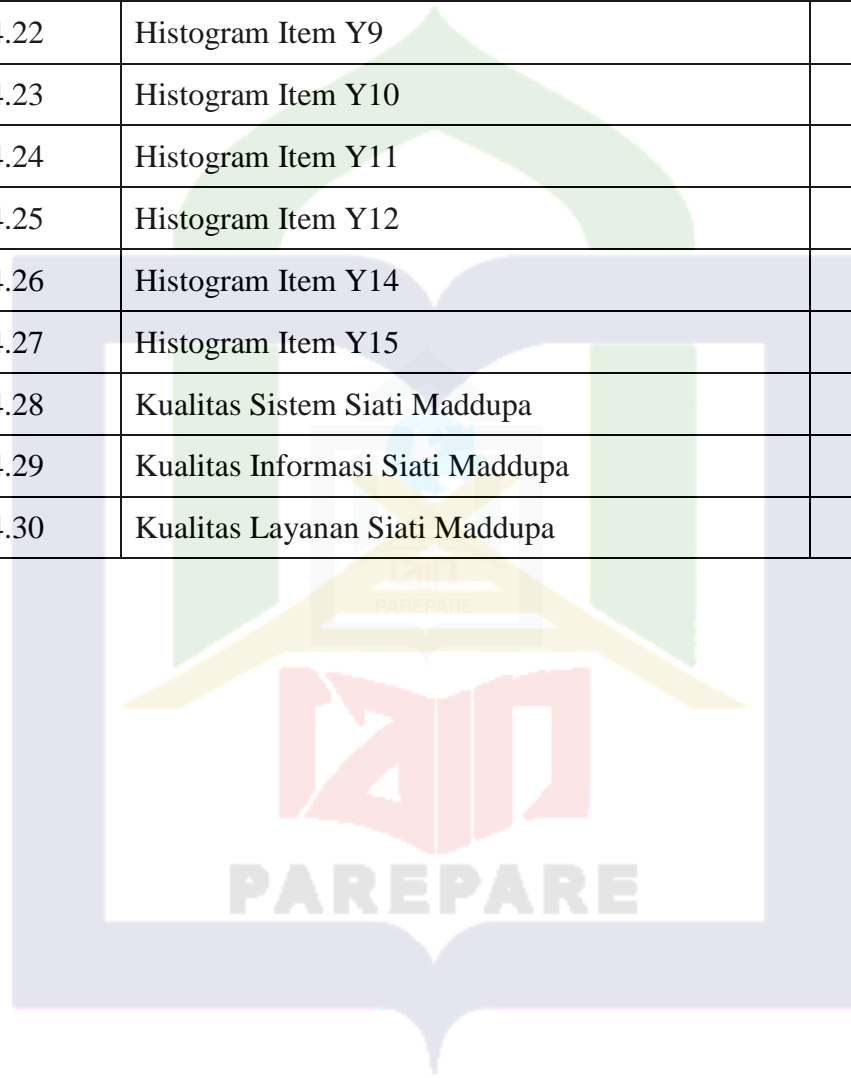 .22 Histogram Item Y9
.23 Histogram Item Y10
.24 Histogram Item Y11
.25 Histogram Item Y12
.26 Histogram Item Y14
.27 Histogram Item Y15
.28 Kualitas Sistem Siati Maddupa
.29 Kualitas Informasi Siati Maddupa
.30 Kualitas Layanan Siati Maddupa
PAREPARE
PAREPARE